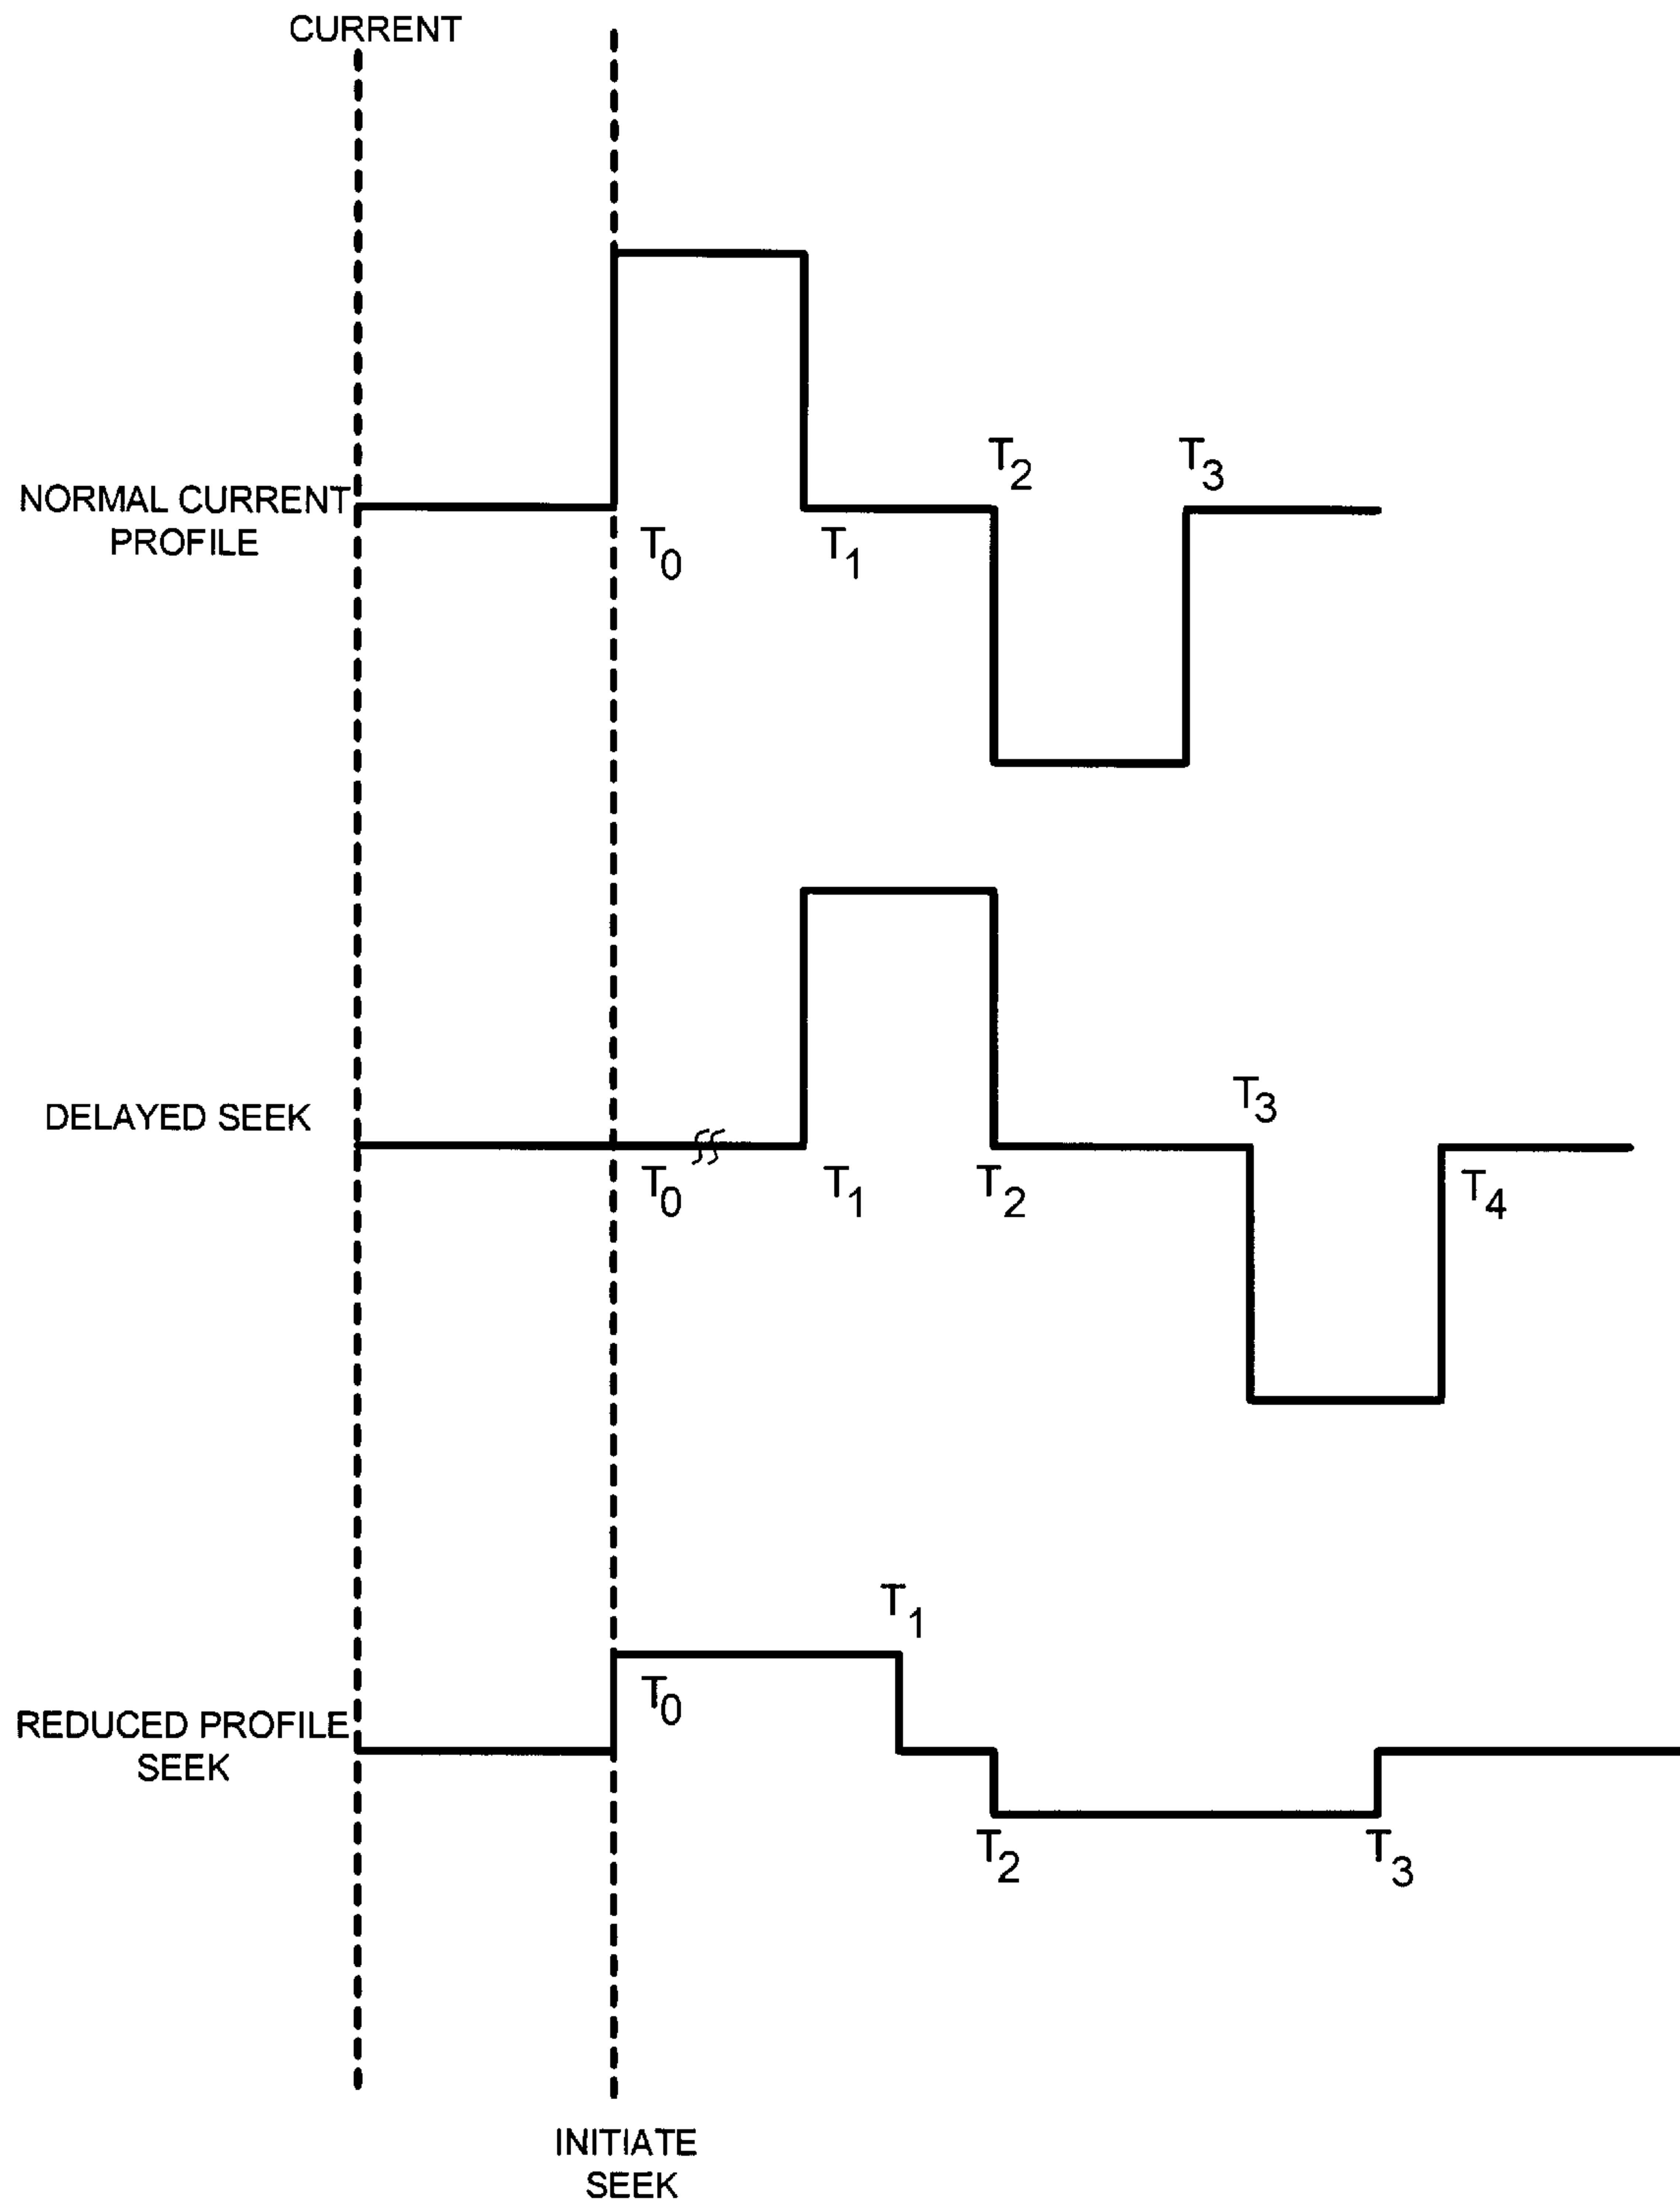 CURRENT
T2 T3
NORMAL CURRENT
PROFILE
T0 T1
T3
DELAYED SEEK
T0 T1 T2 T4
T1
T0
REDUCED PROFILE
SEEK
T2 T3
INITIATE
SEEK